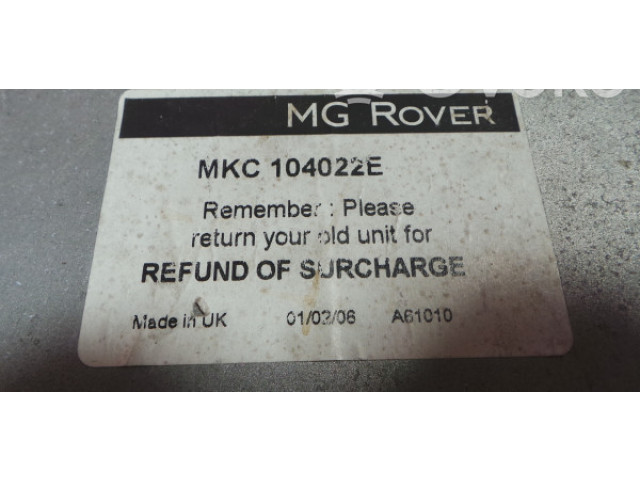 MG ROVER
MKC 104022E
Remember : Please
return your old unit for
REFUND OF SURCHARGE
Made in UK 01/02/06 A61010